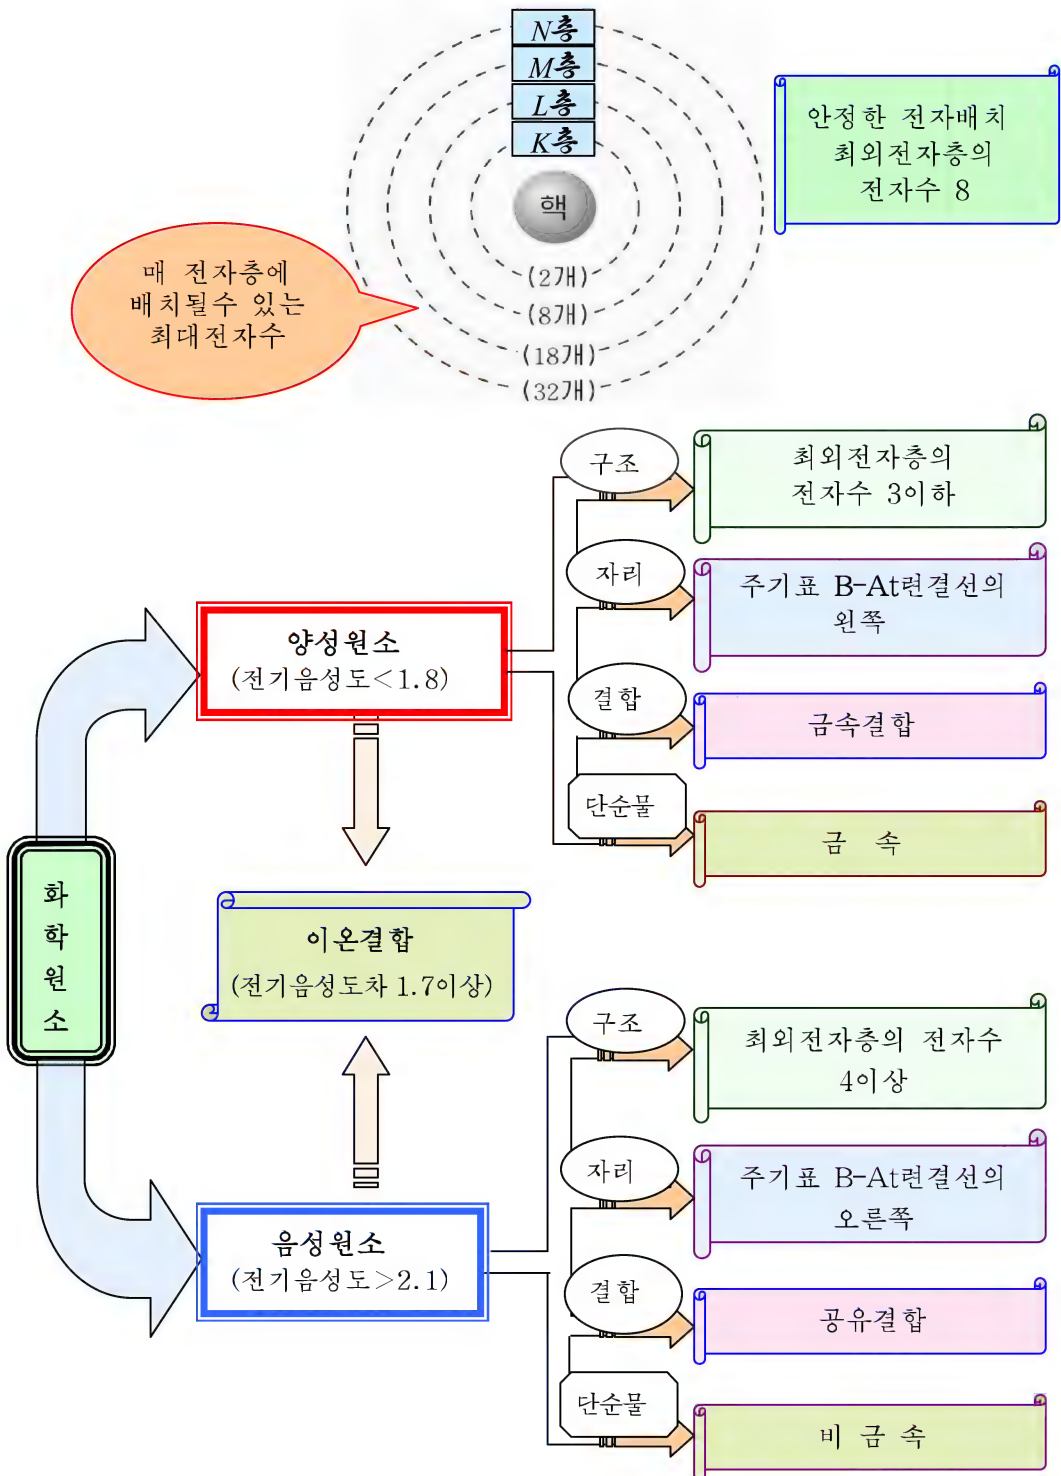 N층
M층
L층
K층
핵
(2개)
(8개)
(18개)
(32개)
안정한 전자배치
최외전자층의
전자수 8
매 전자층에
배치될수 있는
최대전자수
화
학
원
소
양성원소
(전기음성도<1.8)
구조
최외전자층의
전자수 3이하
자리
주기표 B-At련결선의
왼쪽
결합
금속결합
단순물
금 속
이온결합
(전기음성도차 1.7이상)
음성원소
(전기음성도>2.1)
구조
최외전자층의 전자수
4이상
자리
주기표 B-At련결선의
오른쪽
결합
공유결합
단순물
비 금 속